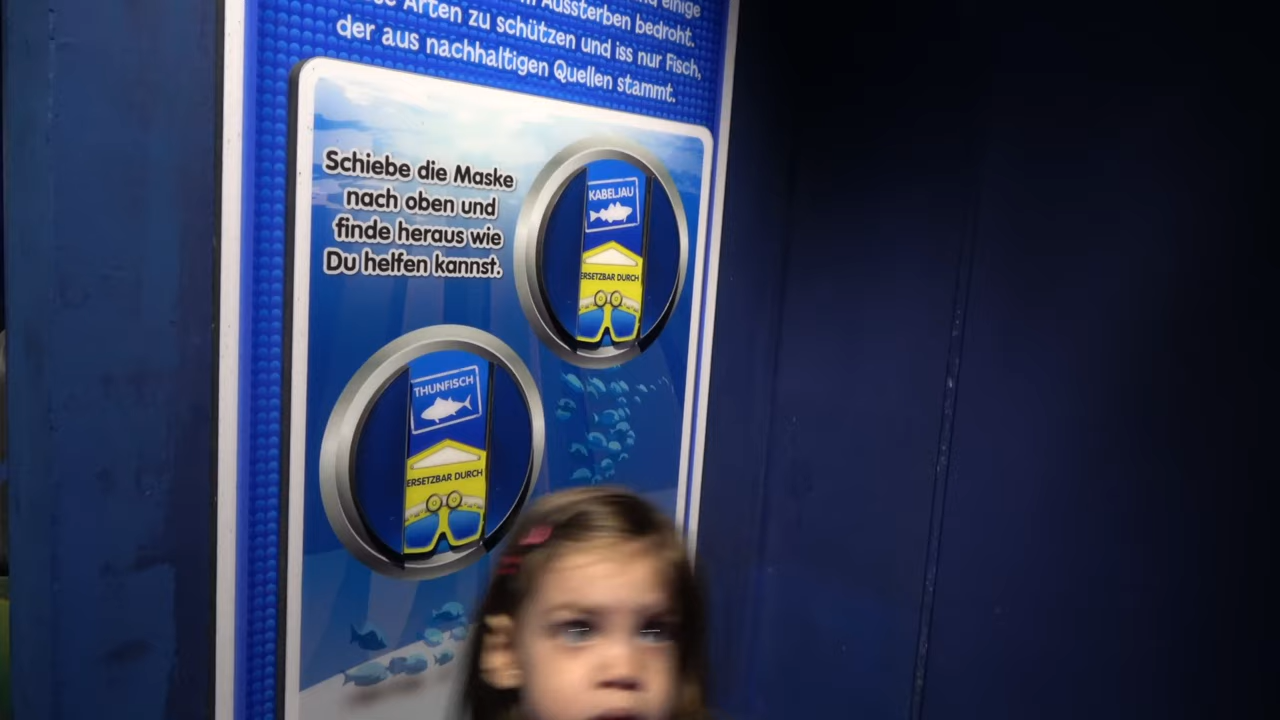 einige
Aussterben bedroht.
Arten zu schützen und iss nur Fisch,
der aus nachhaltigen Quellen stammt.
Schiebe die Maske
nach oben und
finde heraus wie
Du helfen kannst.
KABELJAU
ERSETZBAR DURCH
THUNFISCH
ERSETZBAR DURCH